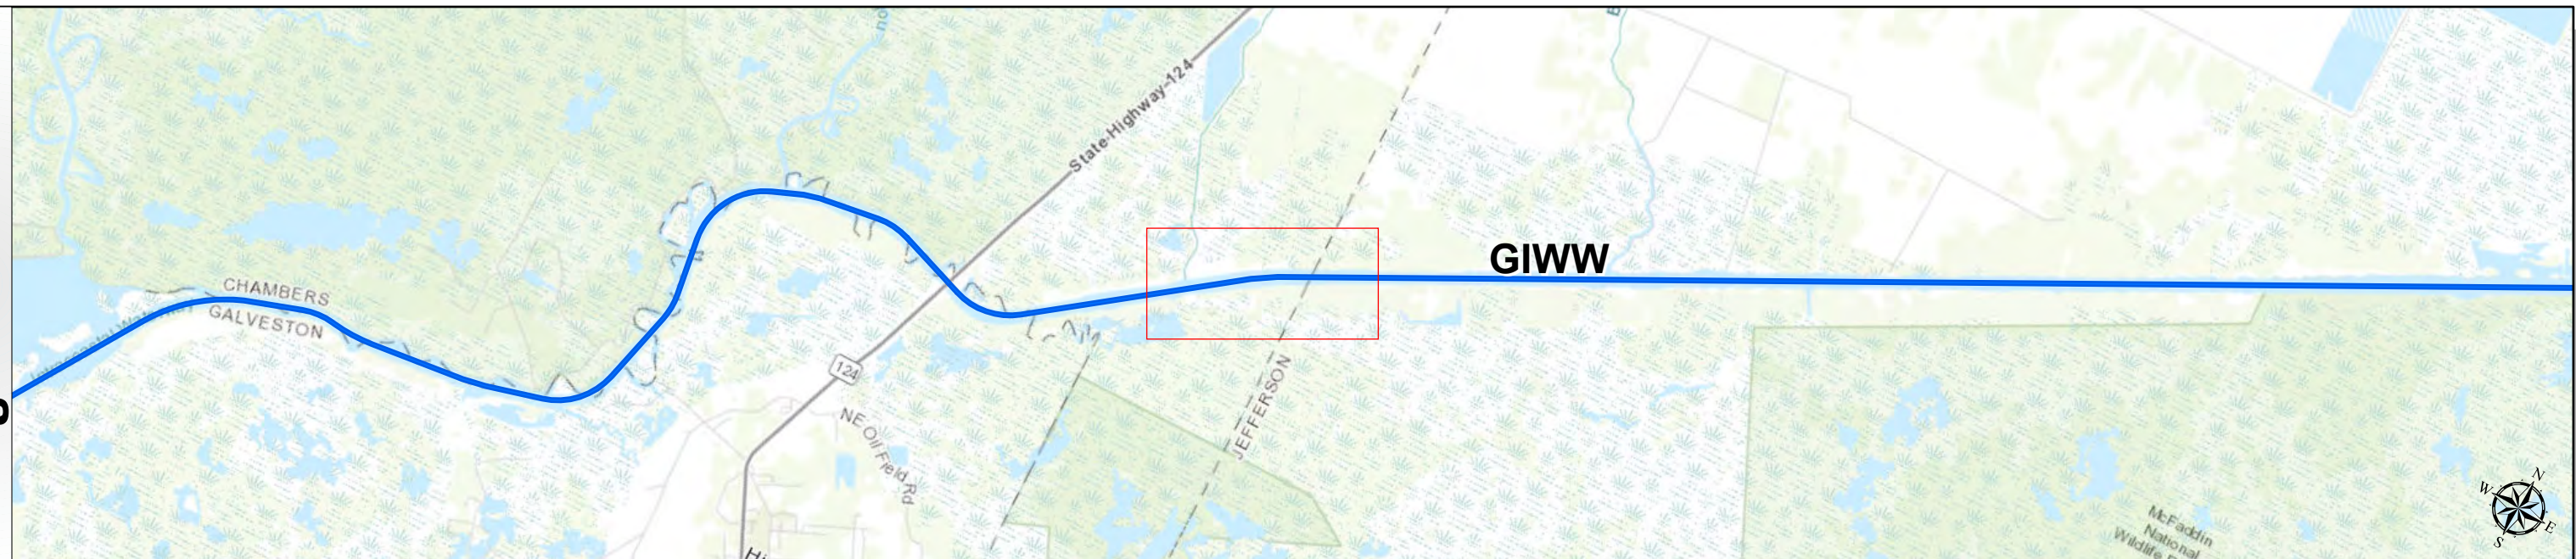 State-Highway-124
GIWW
CHAMBERS
GALVESTON
124
NE Oil Field Rd
JEFFERSON
McFaddin
National
Wildlife
N
W
E
S